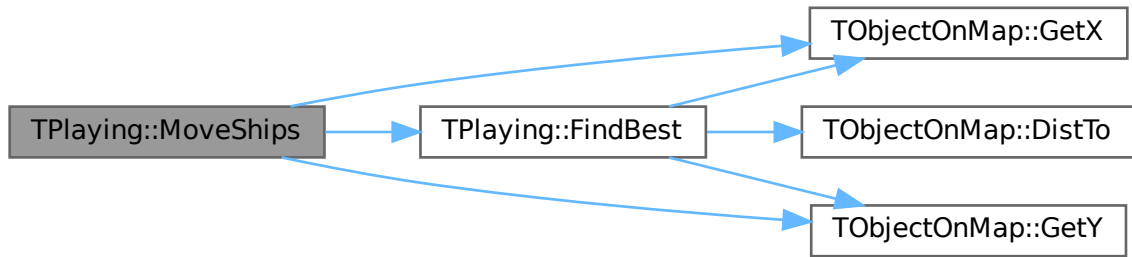 TObjectOnMap::GetX
TPlaying::MoveShips
TPlaying::FindBest
TObjectOnMap::DistTo
TObjectOnMap::GetY